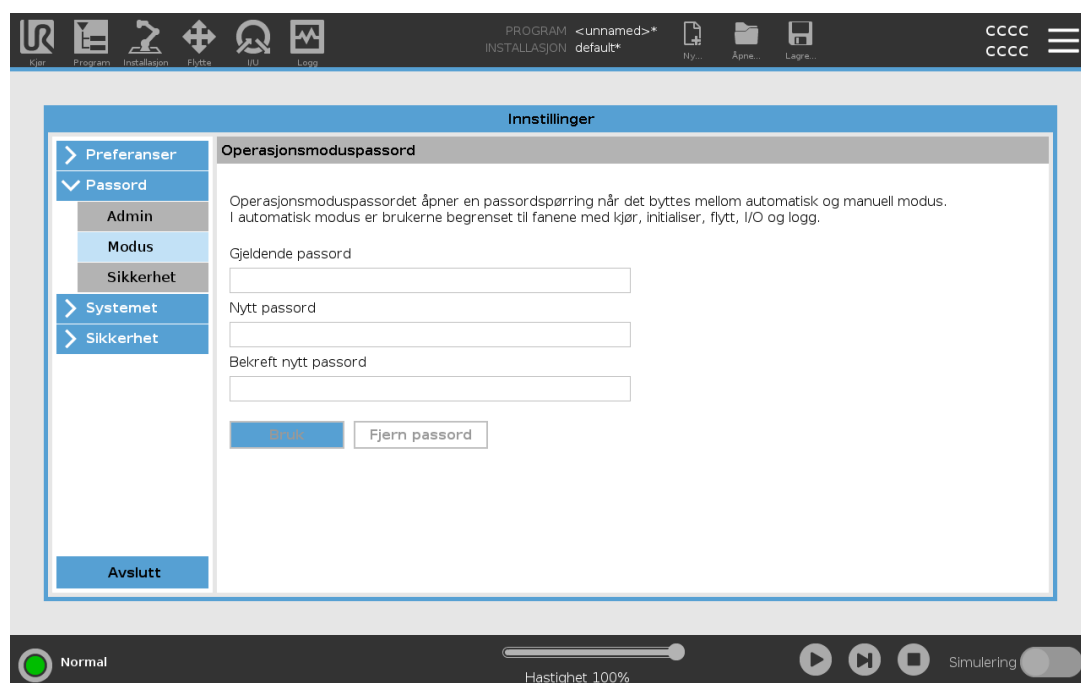 UR
PROGRAM <unnamed>*
INSTALLASJON default*
CCCC
CCCC
Kjør Program Installasjon Flytte I/U Logg Ny... Åpne... Lagre...
Innstillinger
Preferanser
Passord
Admin
Modus
Sikkerhet
Systemet
Sikkerhet
Avslutt
Operasjonsmoduspassord
Operasjonsmoduspassordet åpner en passordspørring når det byttes mellom automatisk og manuell modus.
I automatisk modus er brukerne begrenset til fanene med kjør, initialiser, flytt, I/O og logg.
Gjeldende passord
Nytt passord
Bekreft nytt passord
Bruk Fjern passord
Normal
Hastighet 100%
Simulering